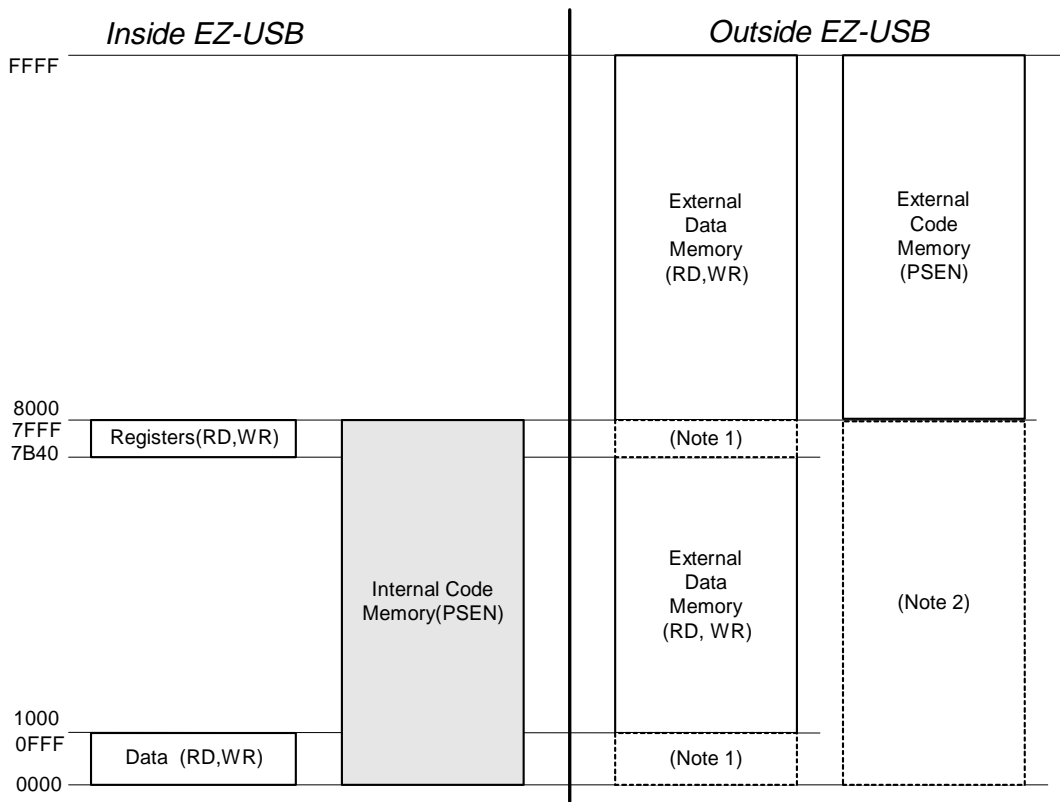 Inside EZ-USB
Outside EZ-USB
FFFF
External
Data
Memory
(RD,WR)
External
Code
Memory
(PSEN)
8000
7FFF
7B40
Registers(RD,WR)
(Note 1)
Internal Code
Memory(PSEN)
External
Data
Memory
(RD, WR)
(Note 2)
1000
0FFF
0000
Data (RD,WR)
(Note 1)